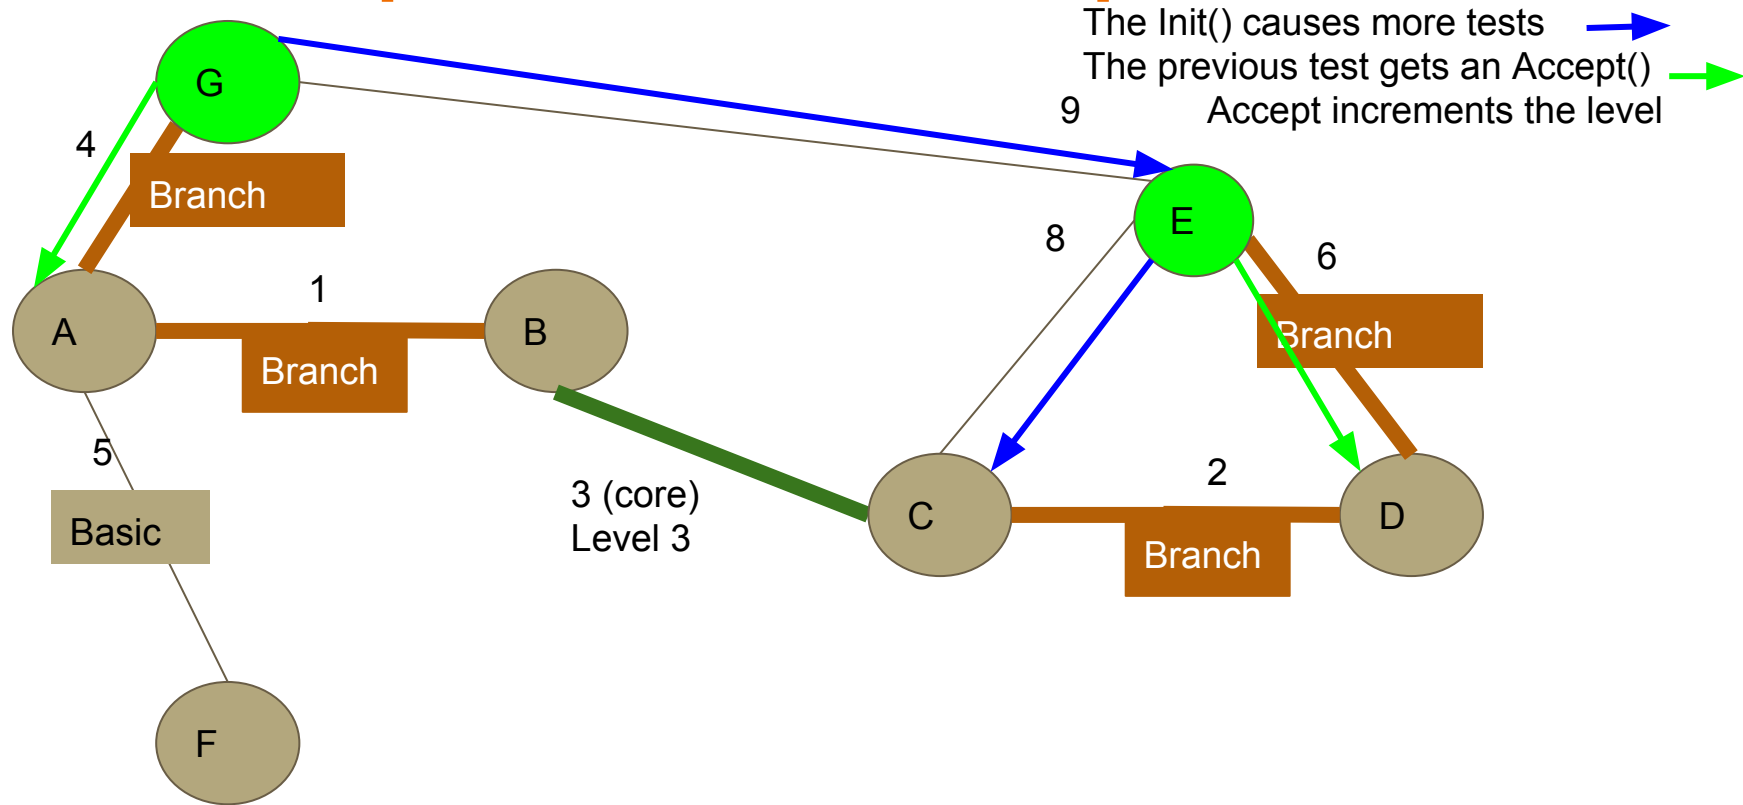 The Init() causes more tests
The previous test gets an Accept()
Accept increments the level
G
9
4
Branch
E
8
6
1
A
B
Branch
Branch
5
2
3 (core)
Level 3
C
D
Basic
Branch
F